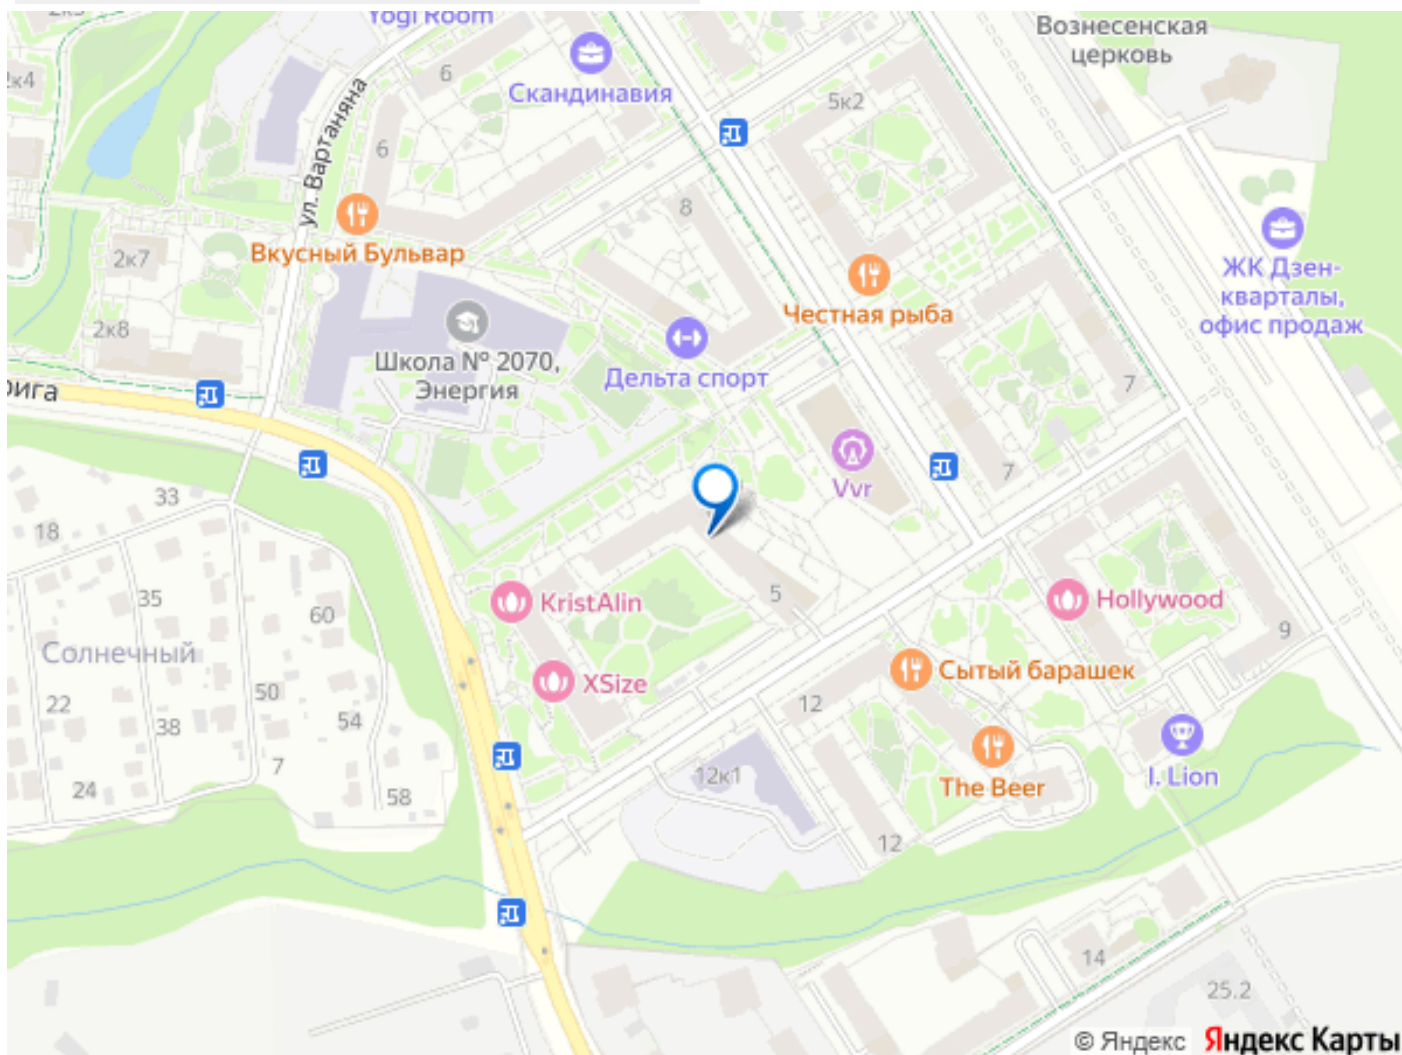 Yogi Room
Вознесенская
церковь
2к4
6
Скандинавия
5к2
ул. Вартаняна
6
8
Вкусный Бульвар
2к7
ЖК Дзен-
кварталы,
офис продаж
Честная рыба
2к8
Школа № 2070,
Энергия
Дельта спорт
7
рига
7
Vvr
33
18
35
60
KristAlin
5
Hollywood
9
Солнечный
XSize
Сытый барашек
22
50
54
12
38
7
12к1
I. Lion
24
58
The Beer
12
14
25.2
© Яндекс Яндекс Карты